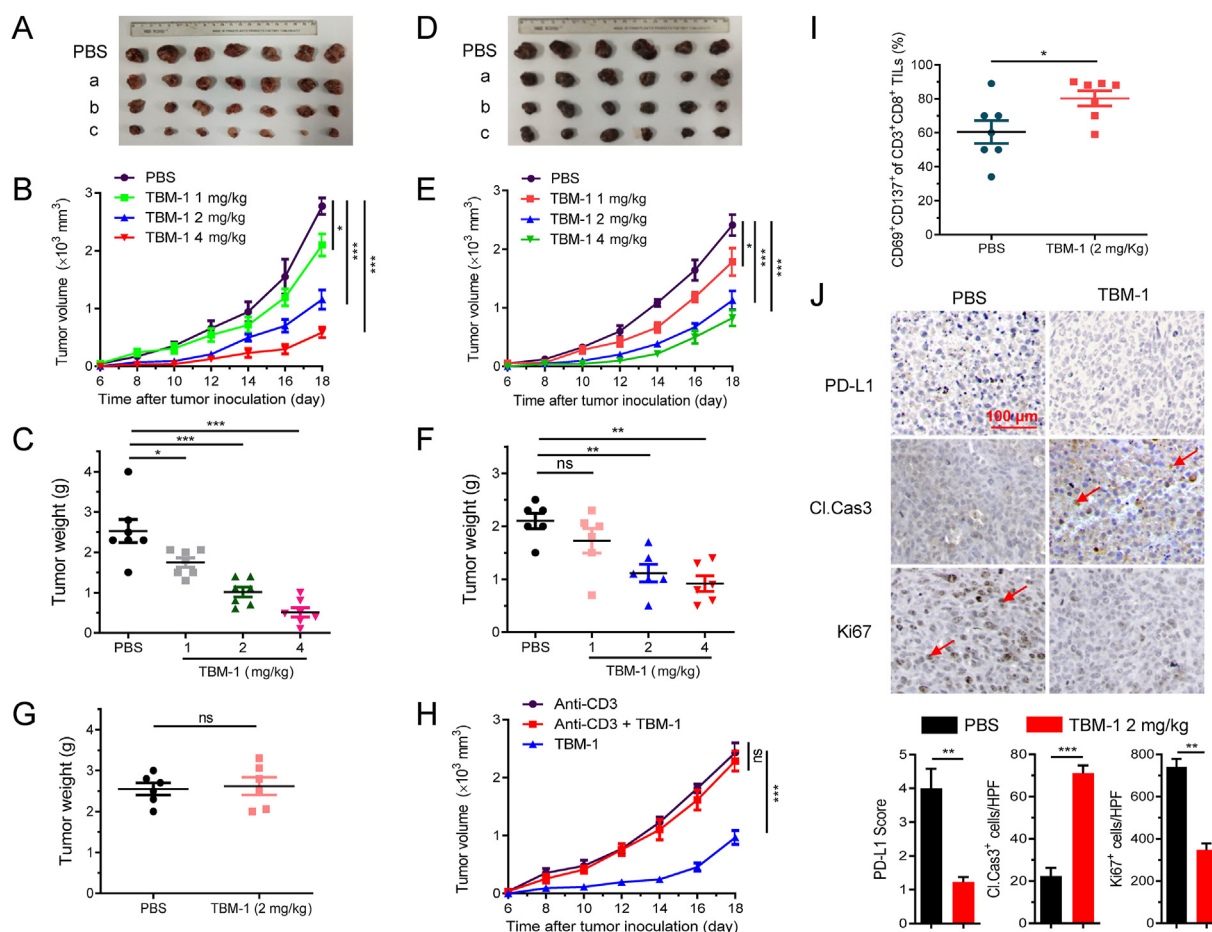 A
PBS
a
b
c
B
PBS
TBM-1 1 mg/kg
TBM-1 2 mg/kg
TBM-1 4 mg/kg
Tumor volume (×10³ mm³)
3
2
1
0
6 8 10 12 14 16 18
Time after tumor inoculation (day)
*
***
***
C
Tumor weight (g)
5
4
3
2
1
0
***
***
*
PBS 1 2 4
TBM-1 (mg/kg)
D
PBS
a
b
c
E
PBS
TBM-1 1 mg/kg
TBM-1 2 mg/kg
TBM-1 4 mg/kg
Tumor volume (×10³ mm³)
3
2
1
0
6 8 10 12 14 16 18
Time after tumor inoculation (day)
*
***
***
F
Tumor weight (g)
3
2
1
0
**
**
ns
PBS 1 2 4
TBM-1 (mg/kg)
G
Tumor weight (g)
4
3
2
1
0
ns
PBS TBM-1 (2 mg/kg)
H
Anti-CD3
Anti-CD3 + TBM-1
TBM-1
Tumor volume (×10³ mm³)
3
2
1
0
6 8 10 12 14 16 18
Time after tumor inoculation (day)
ns
***
I
CD69⁺CD137⁺ of CD3⁺CD8⁺ TILs (%)
100
80
60
40
20
0
*
PBS TBM-1 (2 mg/Kg)
J
PBS TBM-1
PD-L1
100 μm
Cl.Cas3
Ki67
PBS TBM-1 2 mg/kg
PD-L1 Score
5
4
3
2
1
0
**
Cl.Cas3⁺ cells/HPF
80
60
40
20
0
***
Ki67⁺ cells/HPF
800
600
400
200
0
**